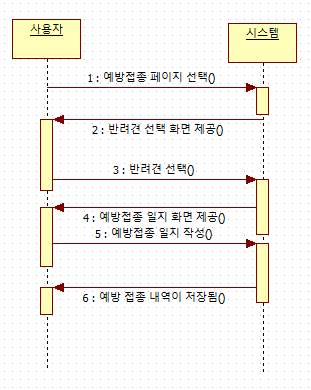 사용자
시스템
1 : 예방접종 페이지 선택()
2 : 반려견 선택 화면 제공()
3 : 반려견 선택()
4 : 예방접종 일지 화면 제공()
5 : 예방접종 일지 작성()
6 : 예방 접종 내역이 저장됨()